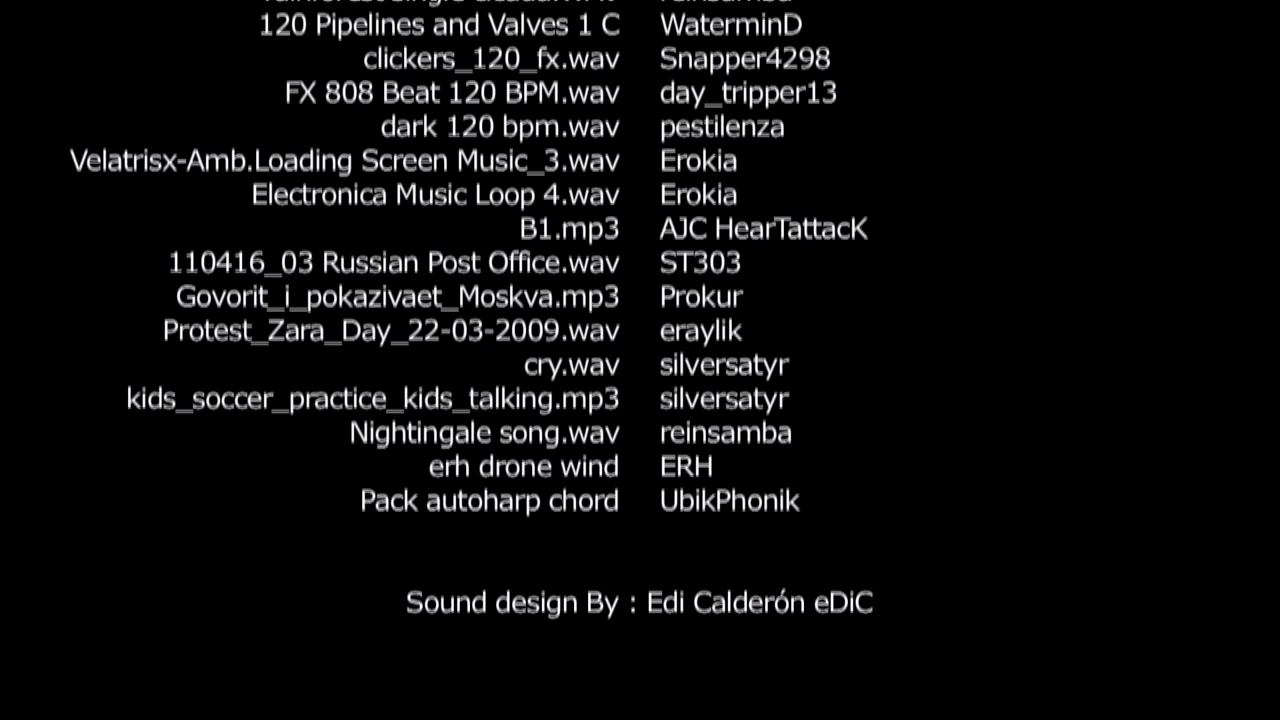 120 Pipelines and Valves 1 C WaterminD
clickers_120_fx.wav Snapper4298
FX 808 Beat 120 BPM.wav day_tripper13
dark 120 bpm.wav pestilenza
Velatrisx-Amb.Loading Screen Music_3.wav Erokia
Electronica Music Loop 4.wav Erokia
B1.mp3 AJC HearTattacK
110416_03 Russian Post Office.wav ST303
Govorit_i_pokazivaet_Moskva.mp3 Prokur
Protest_Zara_Day_22-03-2009.wav eraylik
cry.wav silversatyr
kids_soccer_practice_kids_talking.mp3 silversatyr
Nightingale song.wav reinsamba
erh drone wind ERH
Pack autoharp chord UbikPhonik
Sound design By : Edi Calderón eDiC